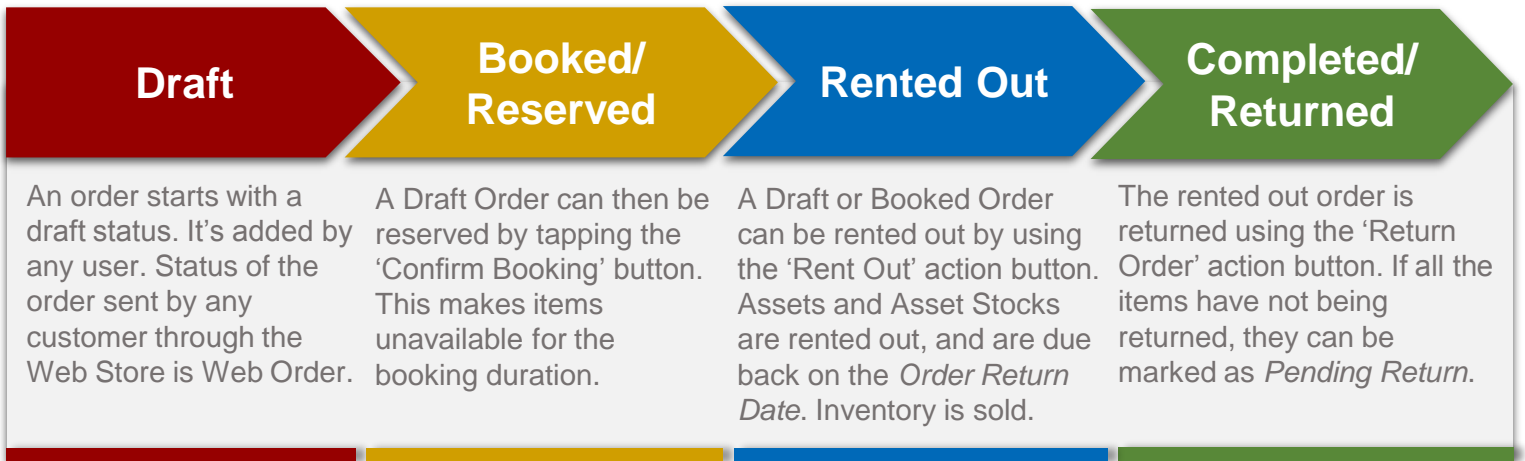 Draft
Booked/
Reserved
Rented Out
Completed/
Returned
An order starts with a
draft status. It’s added by
any user. Status of the
order sent by any
customer through the
Web Store is Web Order.
A Draft Order can then be
reserved by tapping the
‘Confirm Booking’ button.
This makes items
unavailable for the
booking duration.
A Draft or Booked Order
can be rented out by using
the ‘Rent Out’ action button.
Assets and Asset Stocks
are rented out, and are due
back on the Order Return
Date. Inventory is sold.
The rented out order is
returned using the ‘Return
Order’ action button. If all the
items have not being
returned, they can be
marked as Pending Return.